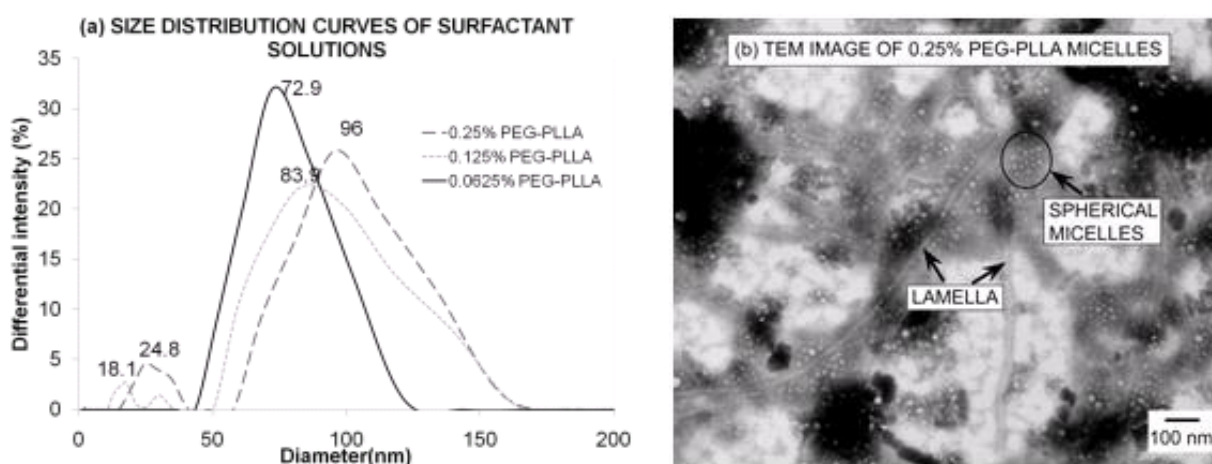 (a) SIZE DISTRIBUTION CURVES OF SURFACTANT
SOLUTIONS
35
30
25
20
15
10
5
0
Differential intensity (%)
72.9
96
83.9
24.8
18.1
0.25% PEG-PLLA
0.125% PEG-PLLA
0.0625% PEG-PLLA
0
50
100
150
200
Diameter(nm)
(b) TEM IMAGE OF 0.25% PEG-PLLA MICELLES
SPHERICAL
MICELLES
LAMELLA
100 nm